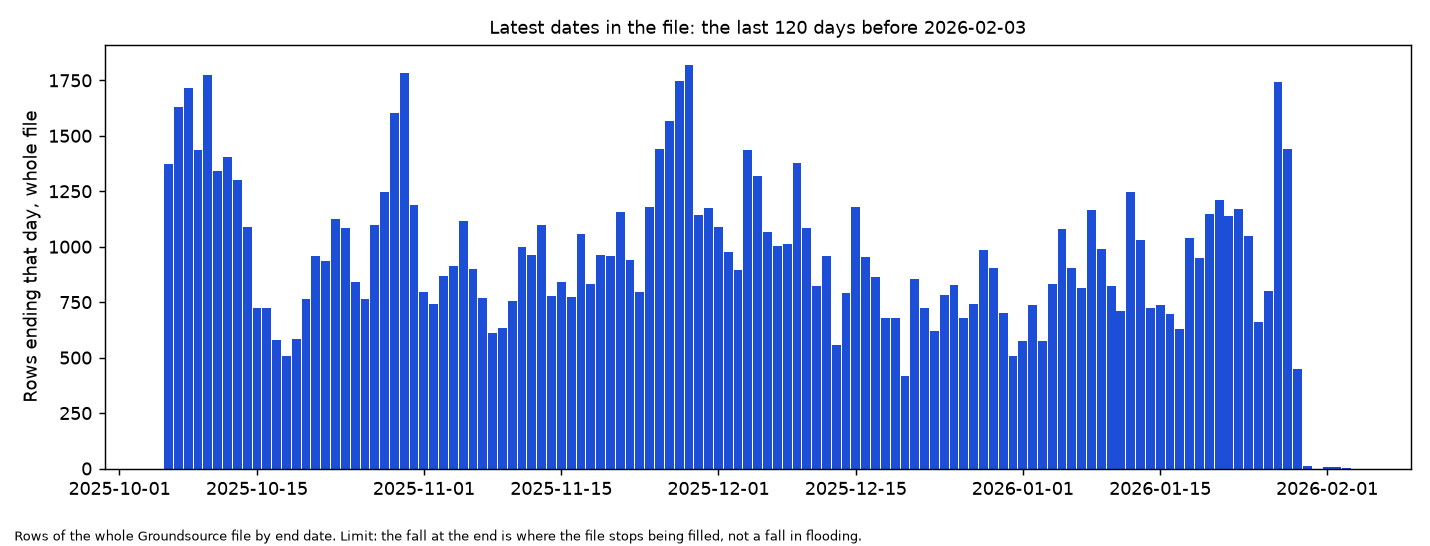 Latest dates in the file: the last 120 days before 2026-02-03
Rows ending that day, whole file
1750
1500
1250
1000
750
500
250
0
2025-10-01 2025-10-15 2025-11-01 2025-11-15 2025-12-01 2025-12-15 2026-01-01 2026-01-15 2026-02-01
Rows of the whole Groundsource file by end date. Limit: the fall at the end is where the file stops being filled, not a fall in flooding.